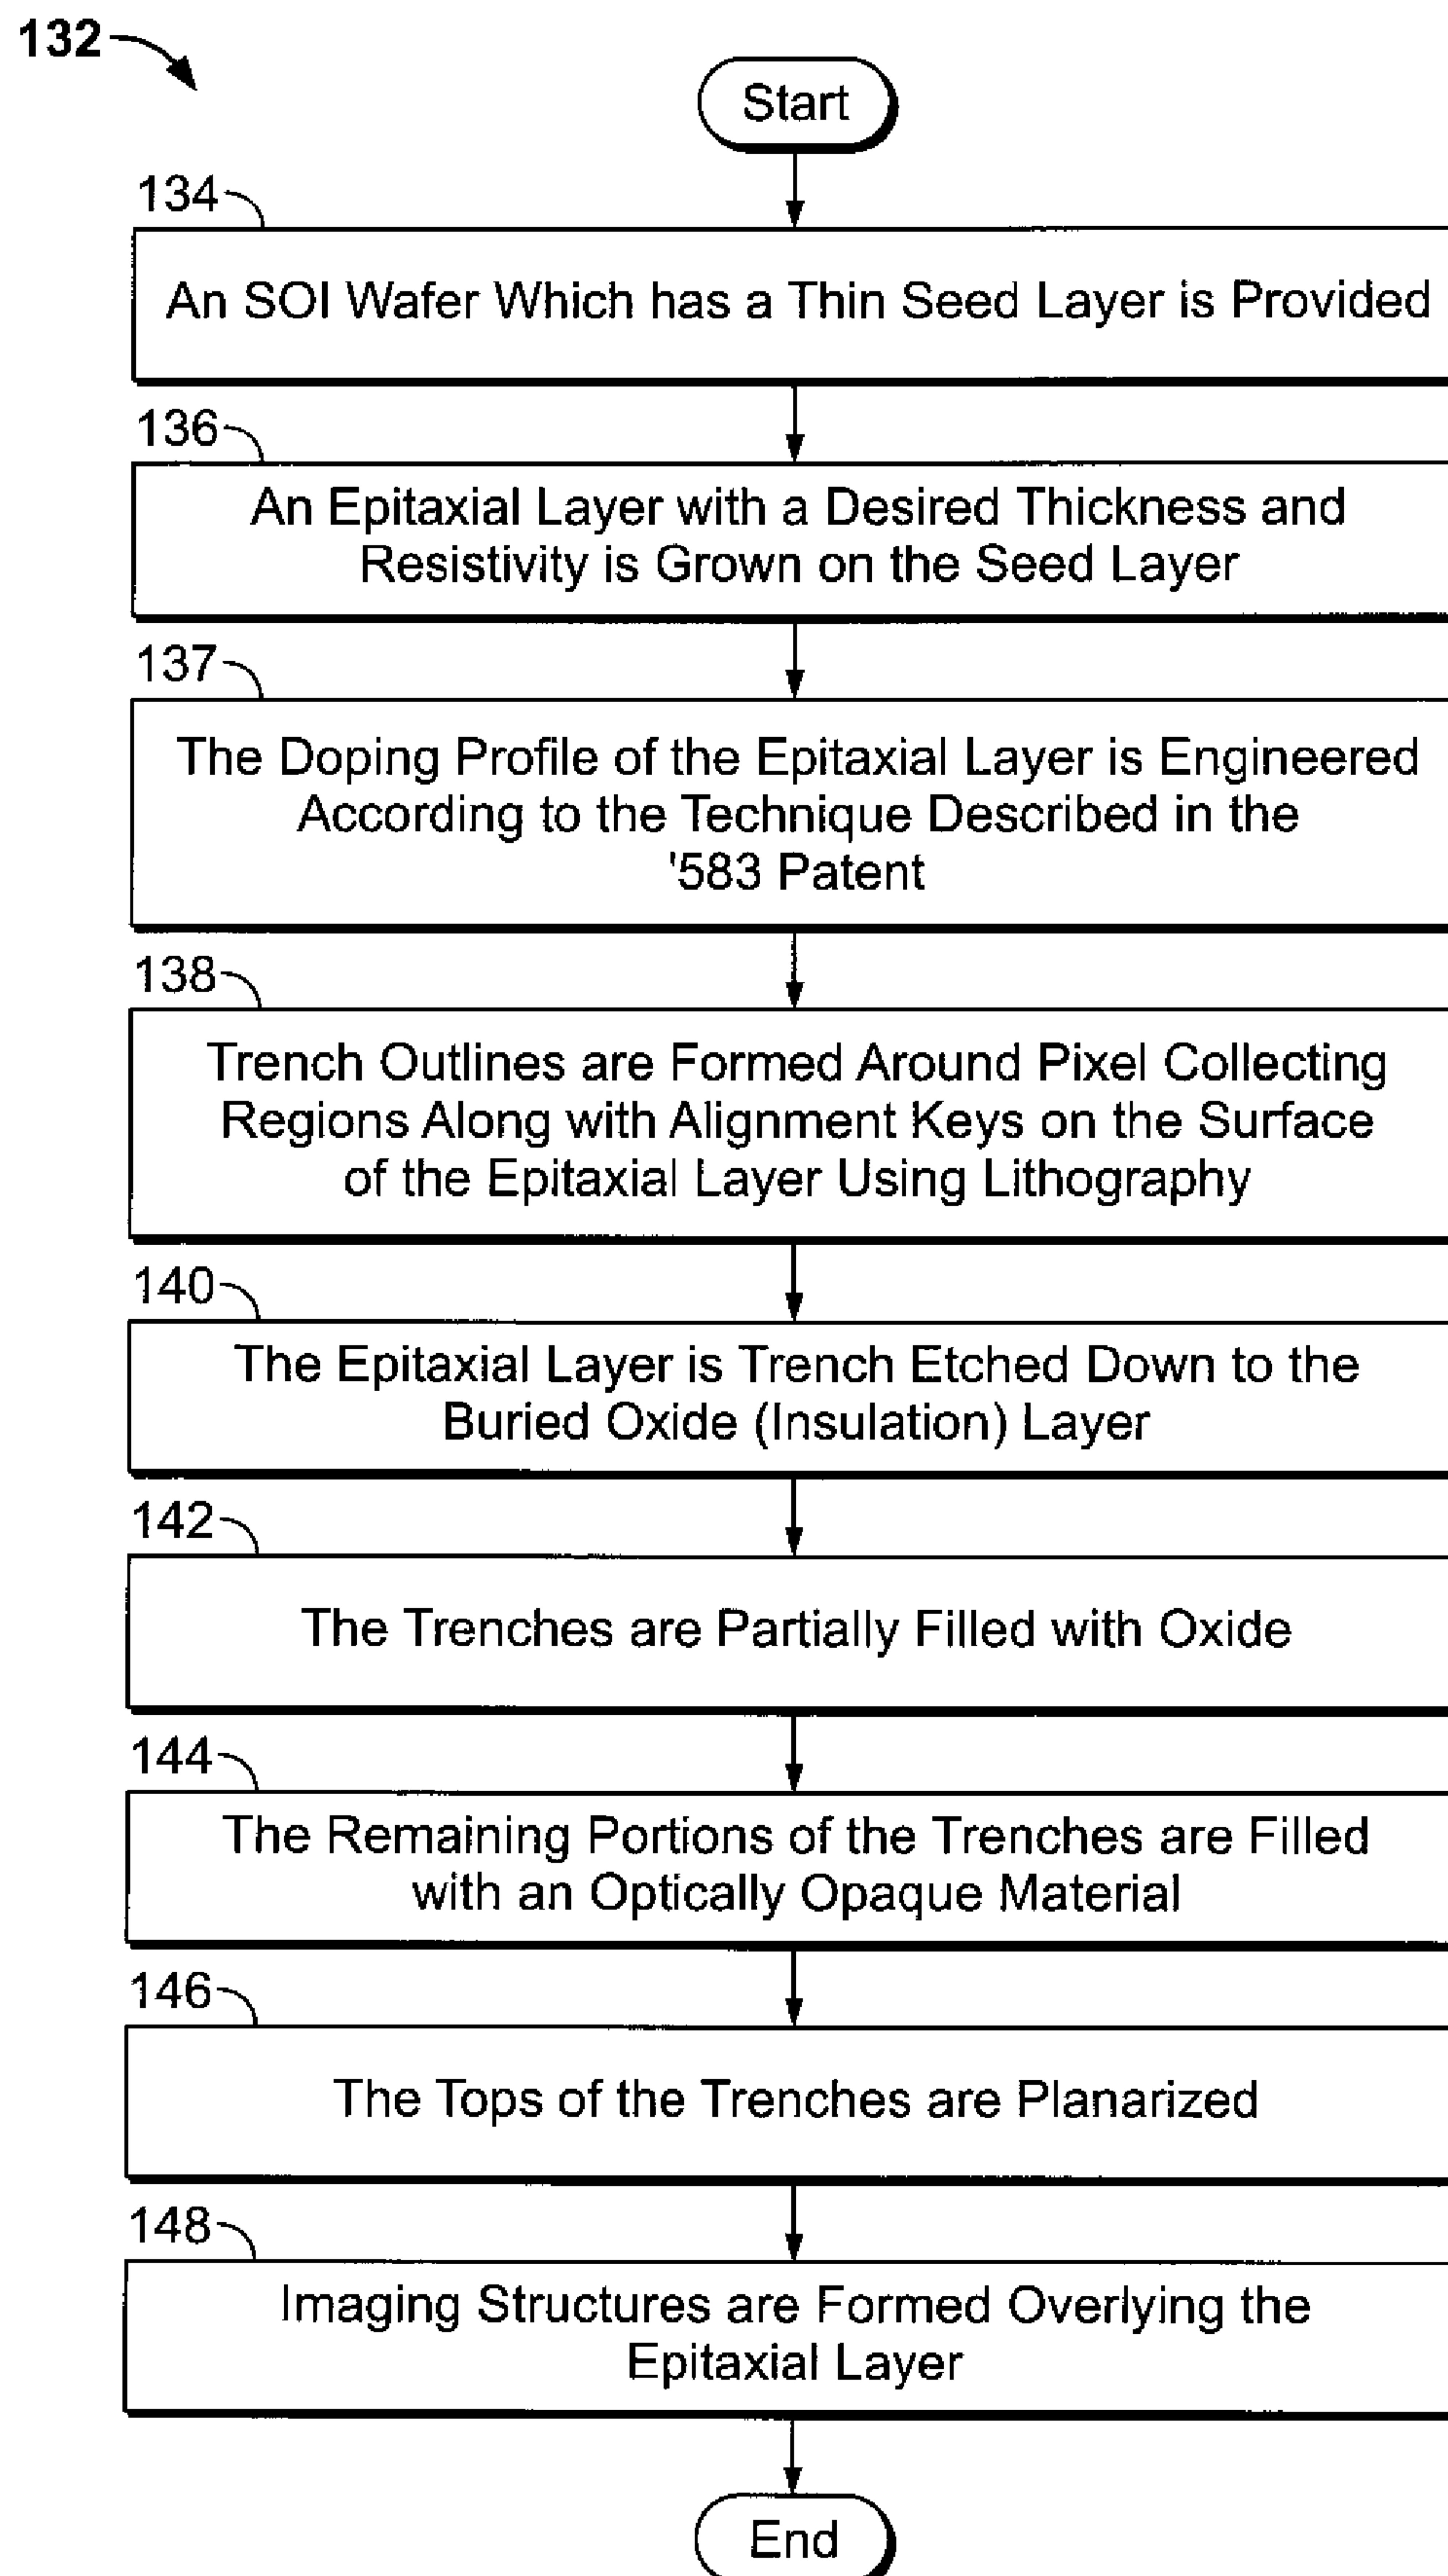 132
Start
134
An SOI Wafer Which has a Thin Seed Layer is Provided
136
An Epitaxial Layer with a Desired Thickness and
Resistivity is Grown on the Seed Layer
137
The Doping Profile of the Epitaxial Layer is Engineered
According to the Technique Described in the
'583 Patent
138
Trench Outlines are Formed Around Pixel Collecting
Regions Along with Alignment Keys on the Surface
of the Epitaxial Layer Using Lithography
140
The Epitaxial Layer is Trench Etched Down to the
Buried Oxide (Insulation) Layer
142
The Trenches are Partially Filled with Oxide
144
The Remaining Portions of the Trenches are Filled
with an Optically Opaque Material
146
The Tops of the Trenches are Planarized
148
Imaging Structures are Formed Overlying the
Epitaxial Layer
End